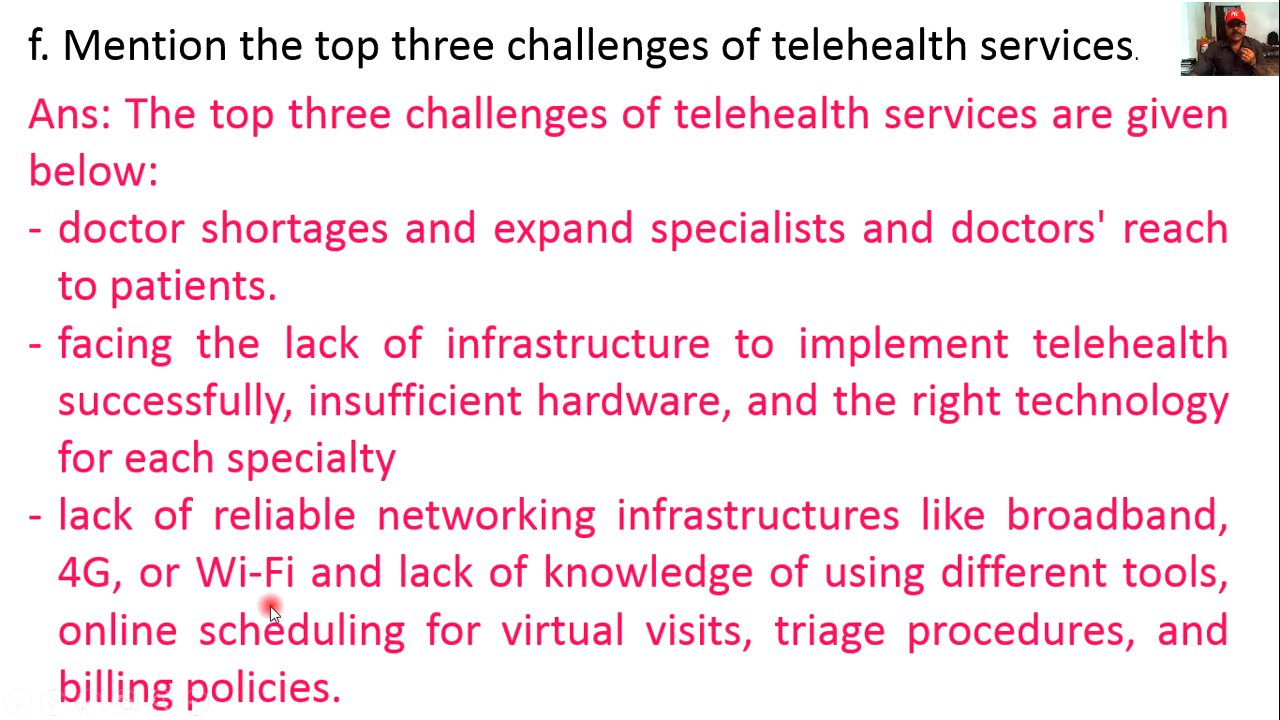 f. Mention the top three challenges of telehealth services.
Ans: The top three challenges of telehealth services are given
below:
- doctor shortages and expand specialists and doctors' reach
to patients.
- facing the lack of infrastructure to implement telehealth
successfully, insufficient hardware, and the right technology
for each specialty
- lack of reliable networking infrastructures like broadband,
4G, or Wi-Fi and lack of knowledge of using different tools,
online scheduling for virtual visits, triage procedures, and
billing policies.